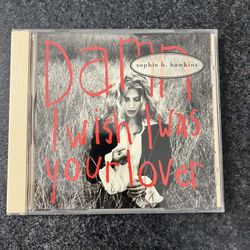 Damn
sophie b. hawkins
I wish I was
your lover